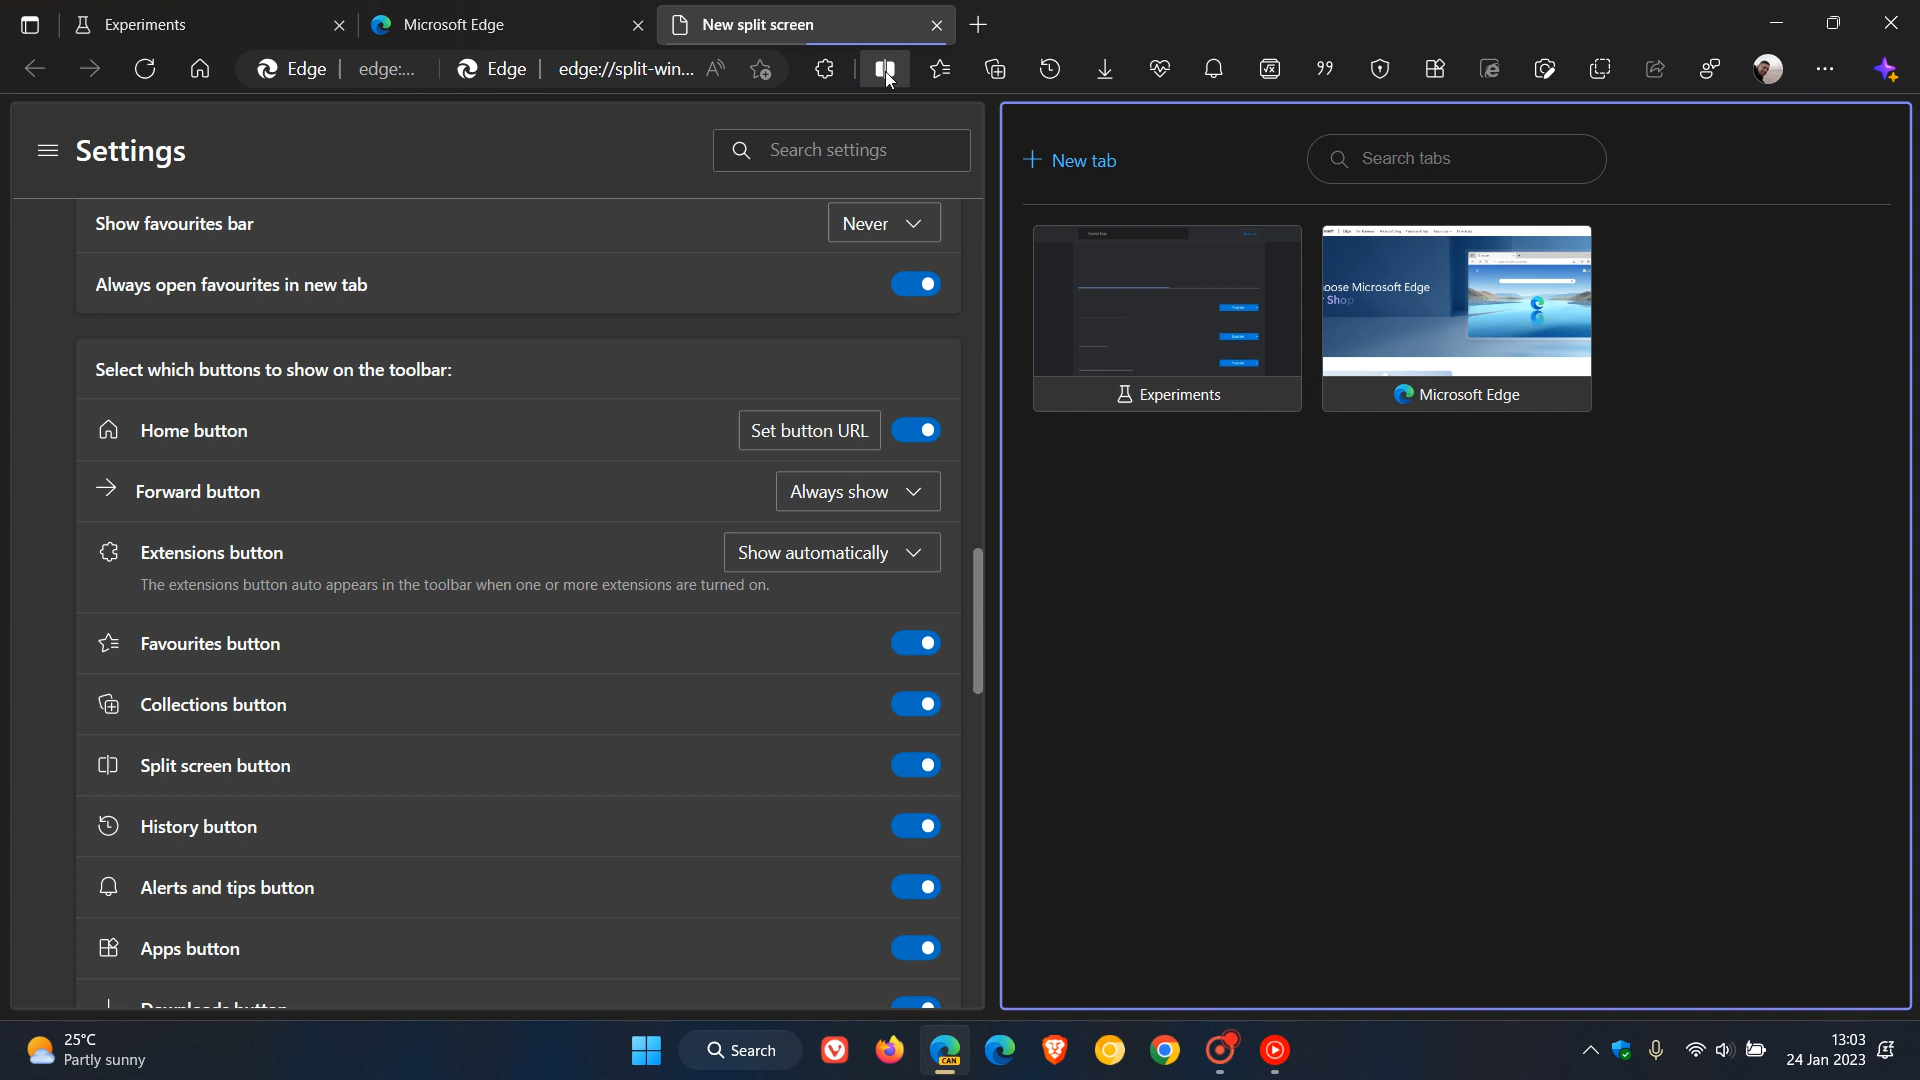 Experiments
Microsoft Edge
New split screen
Edge
edge:...
Edge
edge://split-win...
Settings
Search settings
Show favourites bar
Never
Always open favourites in new tab
Select which buttons to show on the toolbar:
Home button
Set button URL
Forward button
Always show
Extensions button
Show automatically
The extensions button auto appears in the toolbar when one or more extensions are turned on.
Favourites button
Collections button
Split screen button
History button
Alerts and tips button
Apps button
New tab
Search tabs
oose Microsoft Edge
Shop
Experiments
Microsoft Edge
25°C
Partly sunny
Search
CAN
13:03
24 Jan 2023